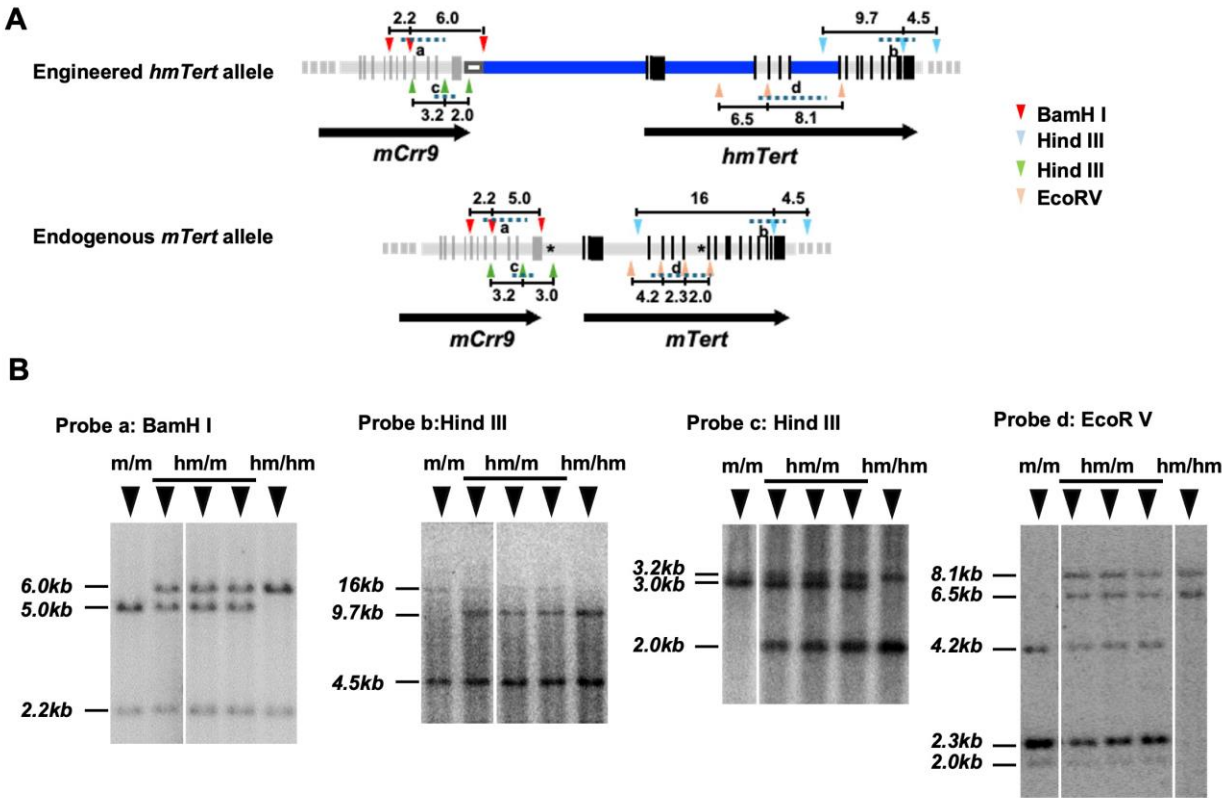 A
2.2 6.0 9.7 4.5
a b
Engineered hmTert allele
c d
3.2 2.0 6.5 8.1
mCrr9 hmTert
BamH I
Hind III
Hind III
EcoRV
2.2 5.0 16 4.5
a b
Endogenous mTert allele * *
c d
3.2 3.0 4.2 2.3 2.0
mCrr9 mTert
B
Probe a: BamH I
m/m hm/m hm/hm
6.0kb
5.0kb
2.2kb
Probe b:Hind III
m/m hm/m hm/hm
16kb
9.7kb
4.5kb
Probe c: Hind III
m/m hm/m hm/hm
3.2kb
3.0kb
2.0kb
Probe d: EcoR V
m/m hm/m hm/hm
8.1kb
6.5kb
4.2kb
2.3kb
2.0kb